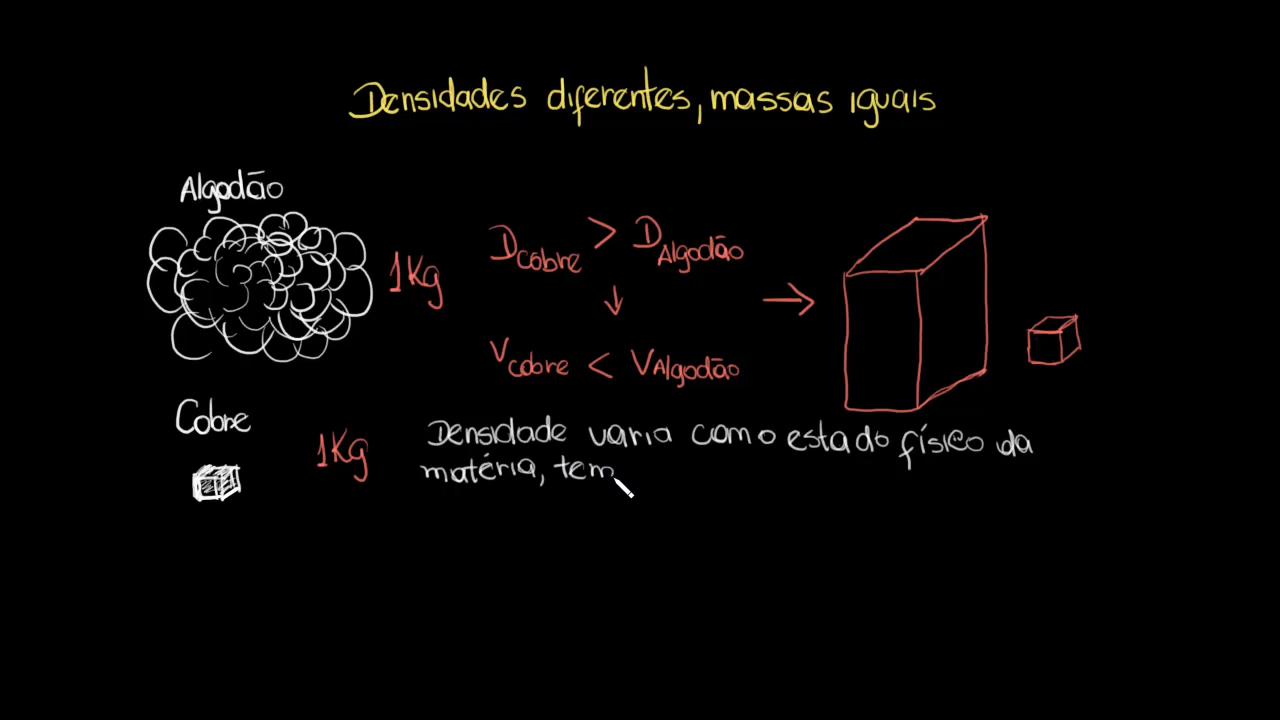 Densidades diferentes, massas iguais
Algodão
1Kg
DCobre > DAlgodão
Vcobre < VAlgodão
Cobre
1Kg
Densidade varia com o estado físico da
matéria, tem